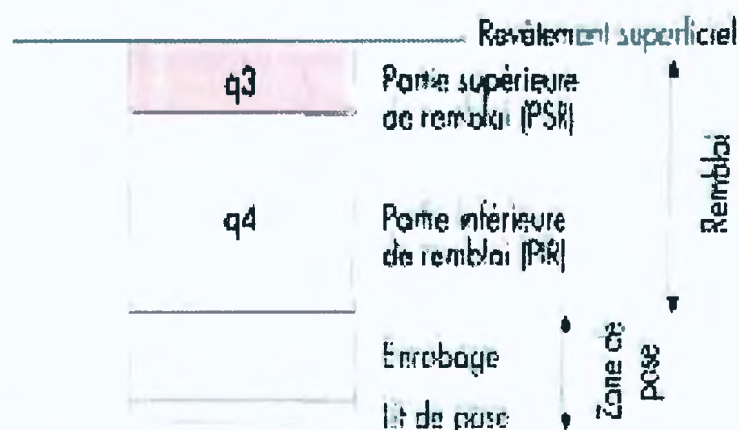 Revêtement superficiel
q3
Partie supérieure
de remblai (PSR)
q4
Partie inférieure
de remblai (PIR)
Remblai
Enrobage
Lit de pose
Zone de
pose